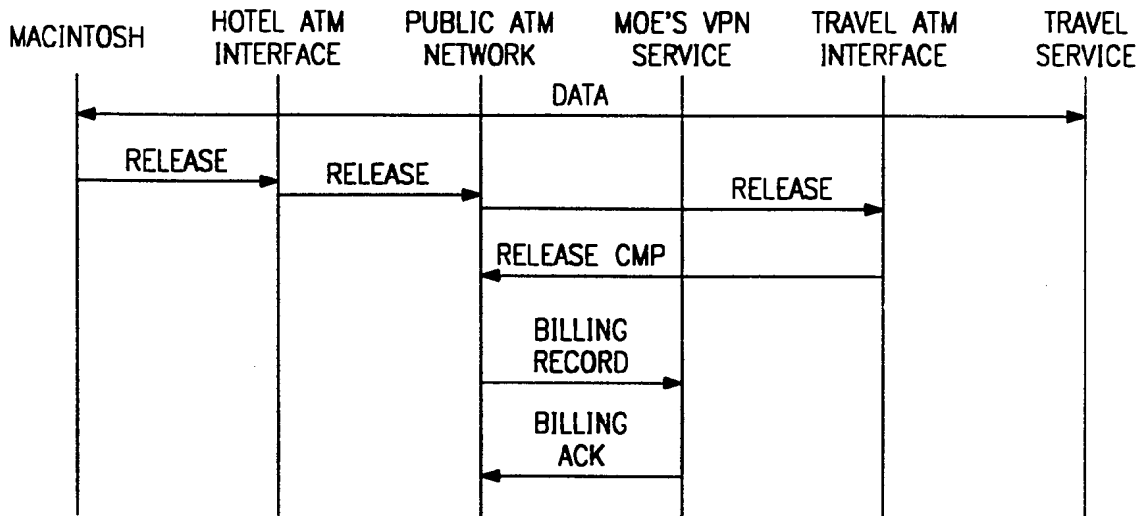 MACINTOSH
HOTEL ATM
INTERFACE
PUBLIC ATM
NETWORK
MOE'S VPN
SERVICE
TRAVEL ATM
INTERFACE
TRAVEL
SERVICE
DATA
RELEASE
RELEASE
RELEASE
RELEASE CMP
BILLING
RECORD
BILLING
ACK